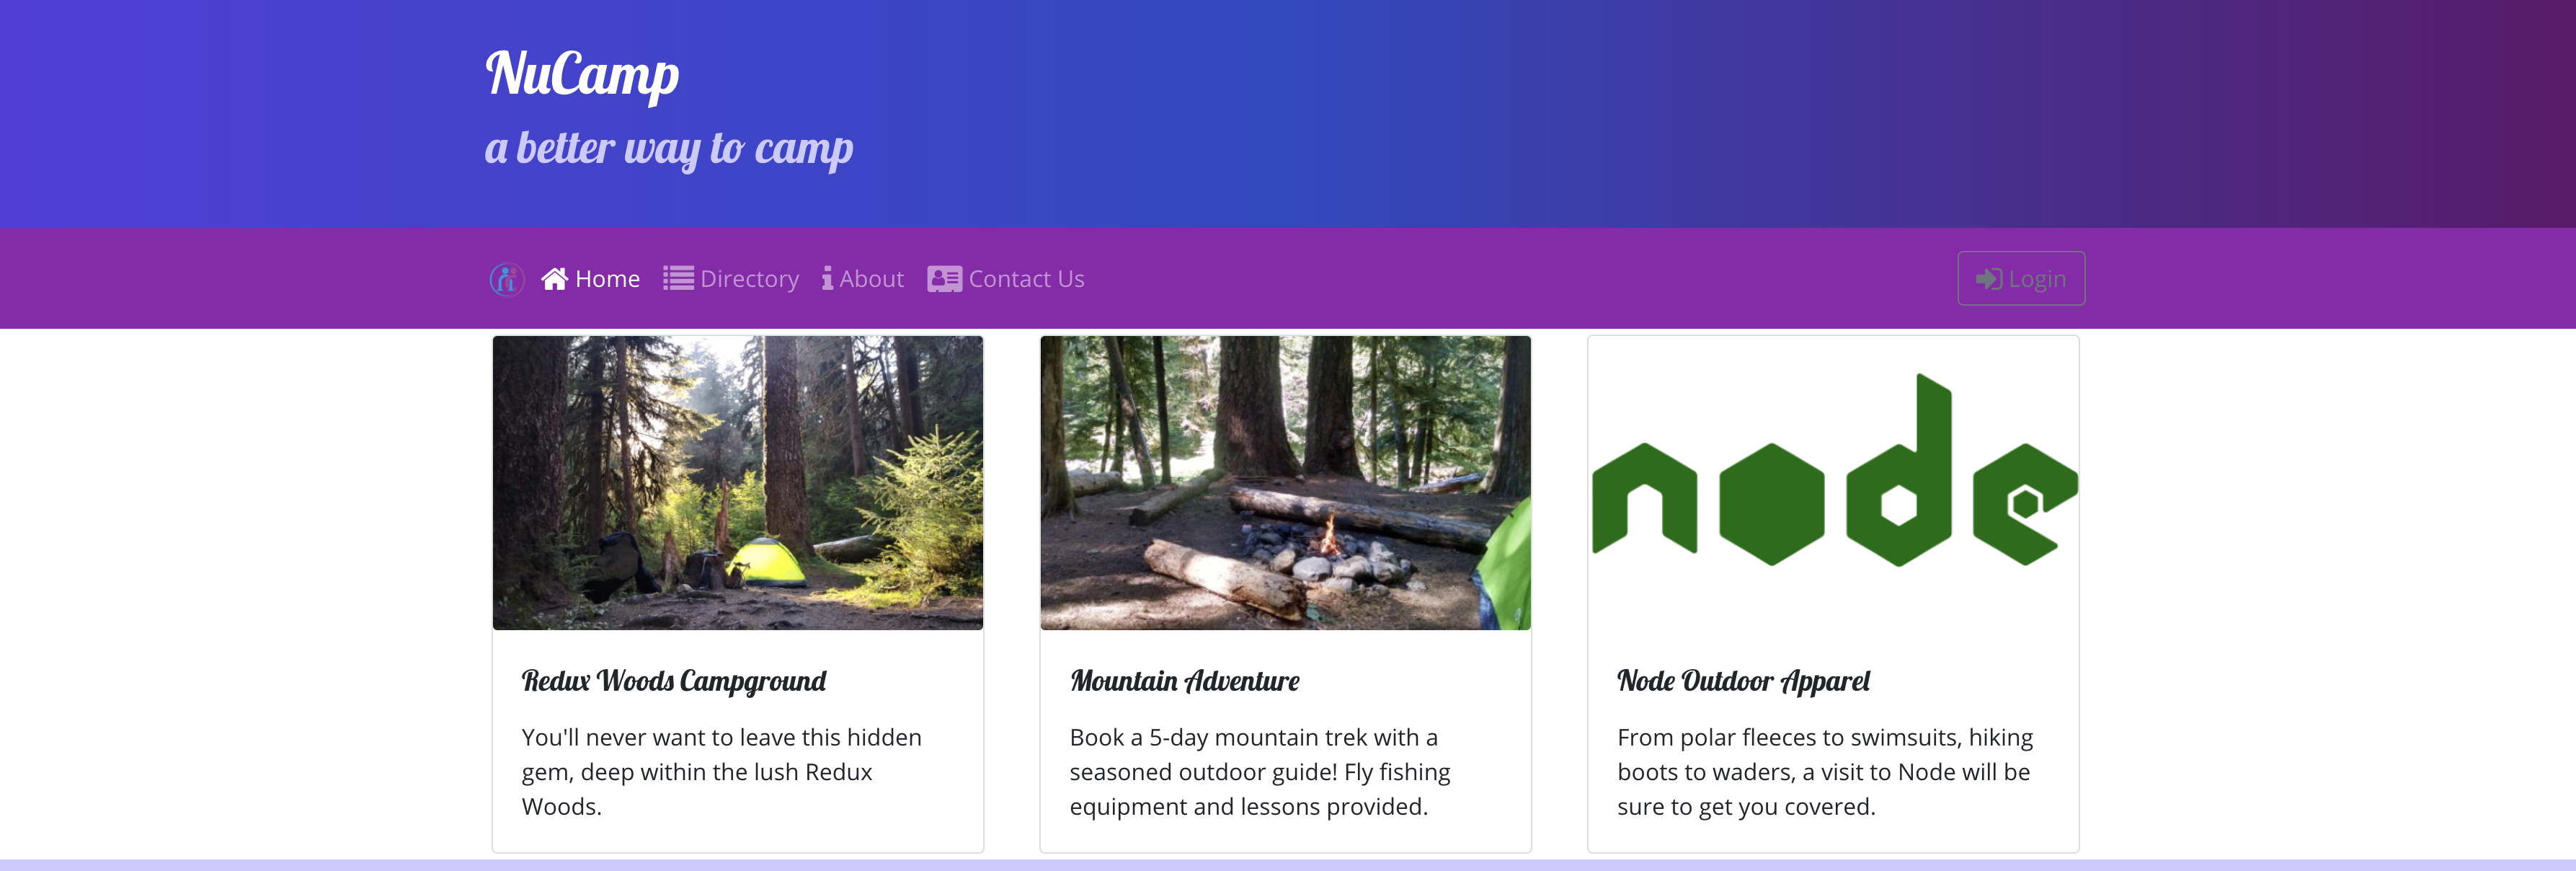 NuCamp
a better way to camp
Home Directory About Contact Us Login
node
Redux Woods Campground
You'll never want to leave this hidden
gem, deep within the lush Redux
Woods.
Mountain Adventure
Book a 5-day mountain trek with a
seasoned outdoor guide! Fly fishing
equipment and lessons provided.
Node Outdoor Apparel
From polar fleeces to swimsuits, hiking
boots to waders, a visit to Node will be
sure to get you covered.